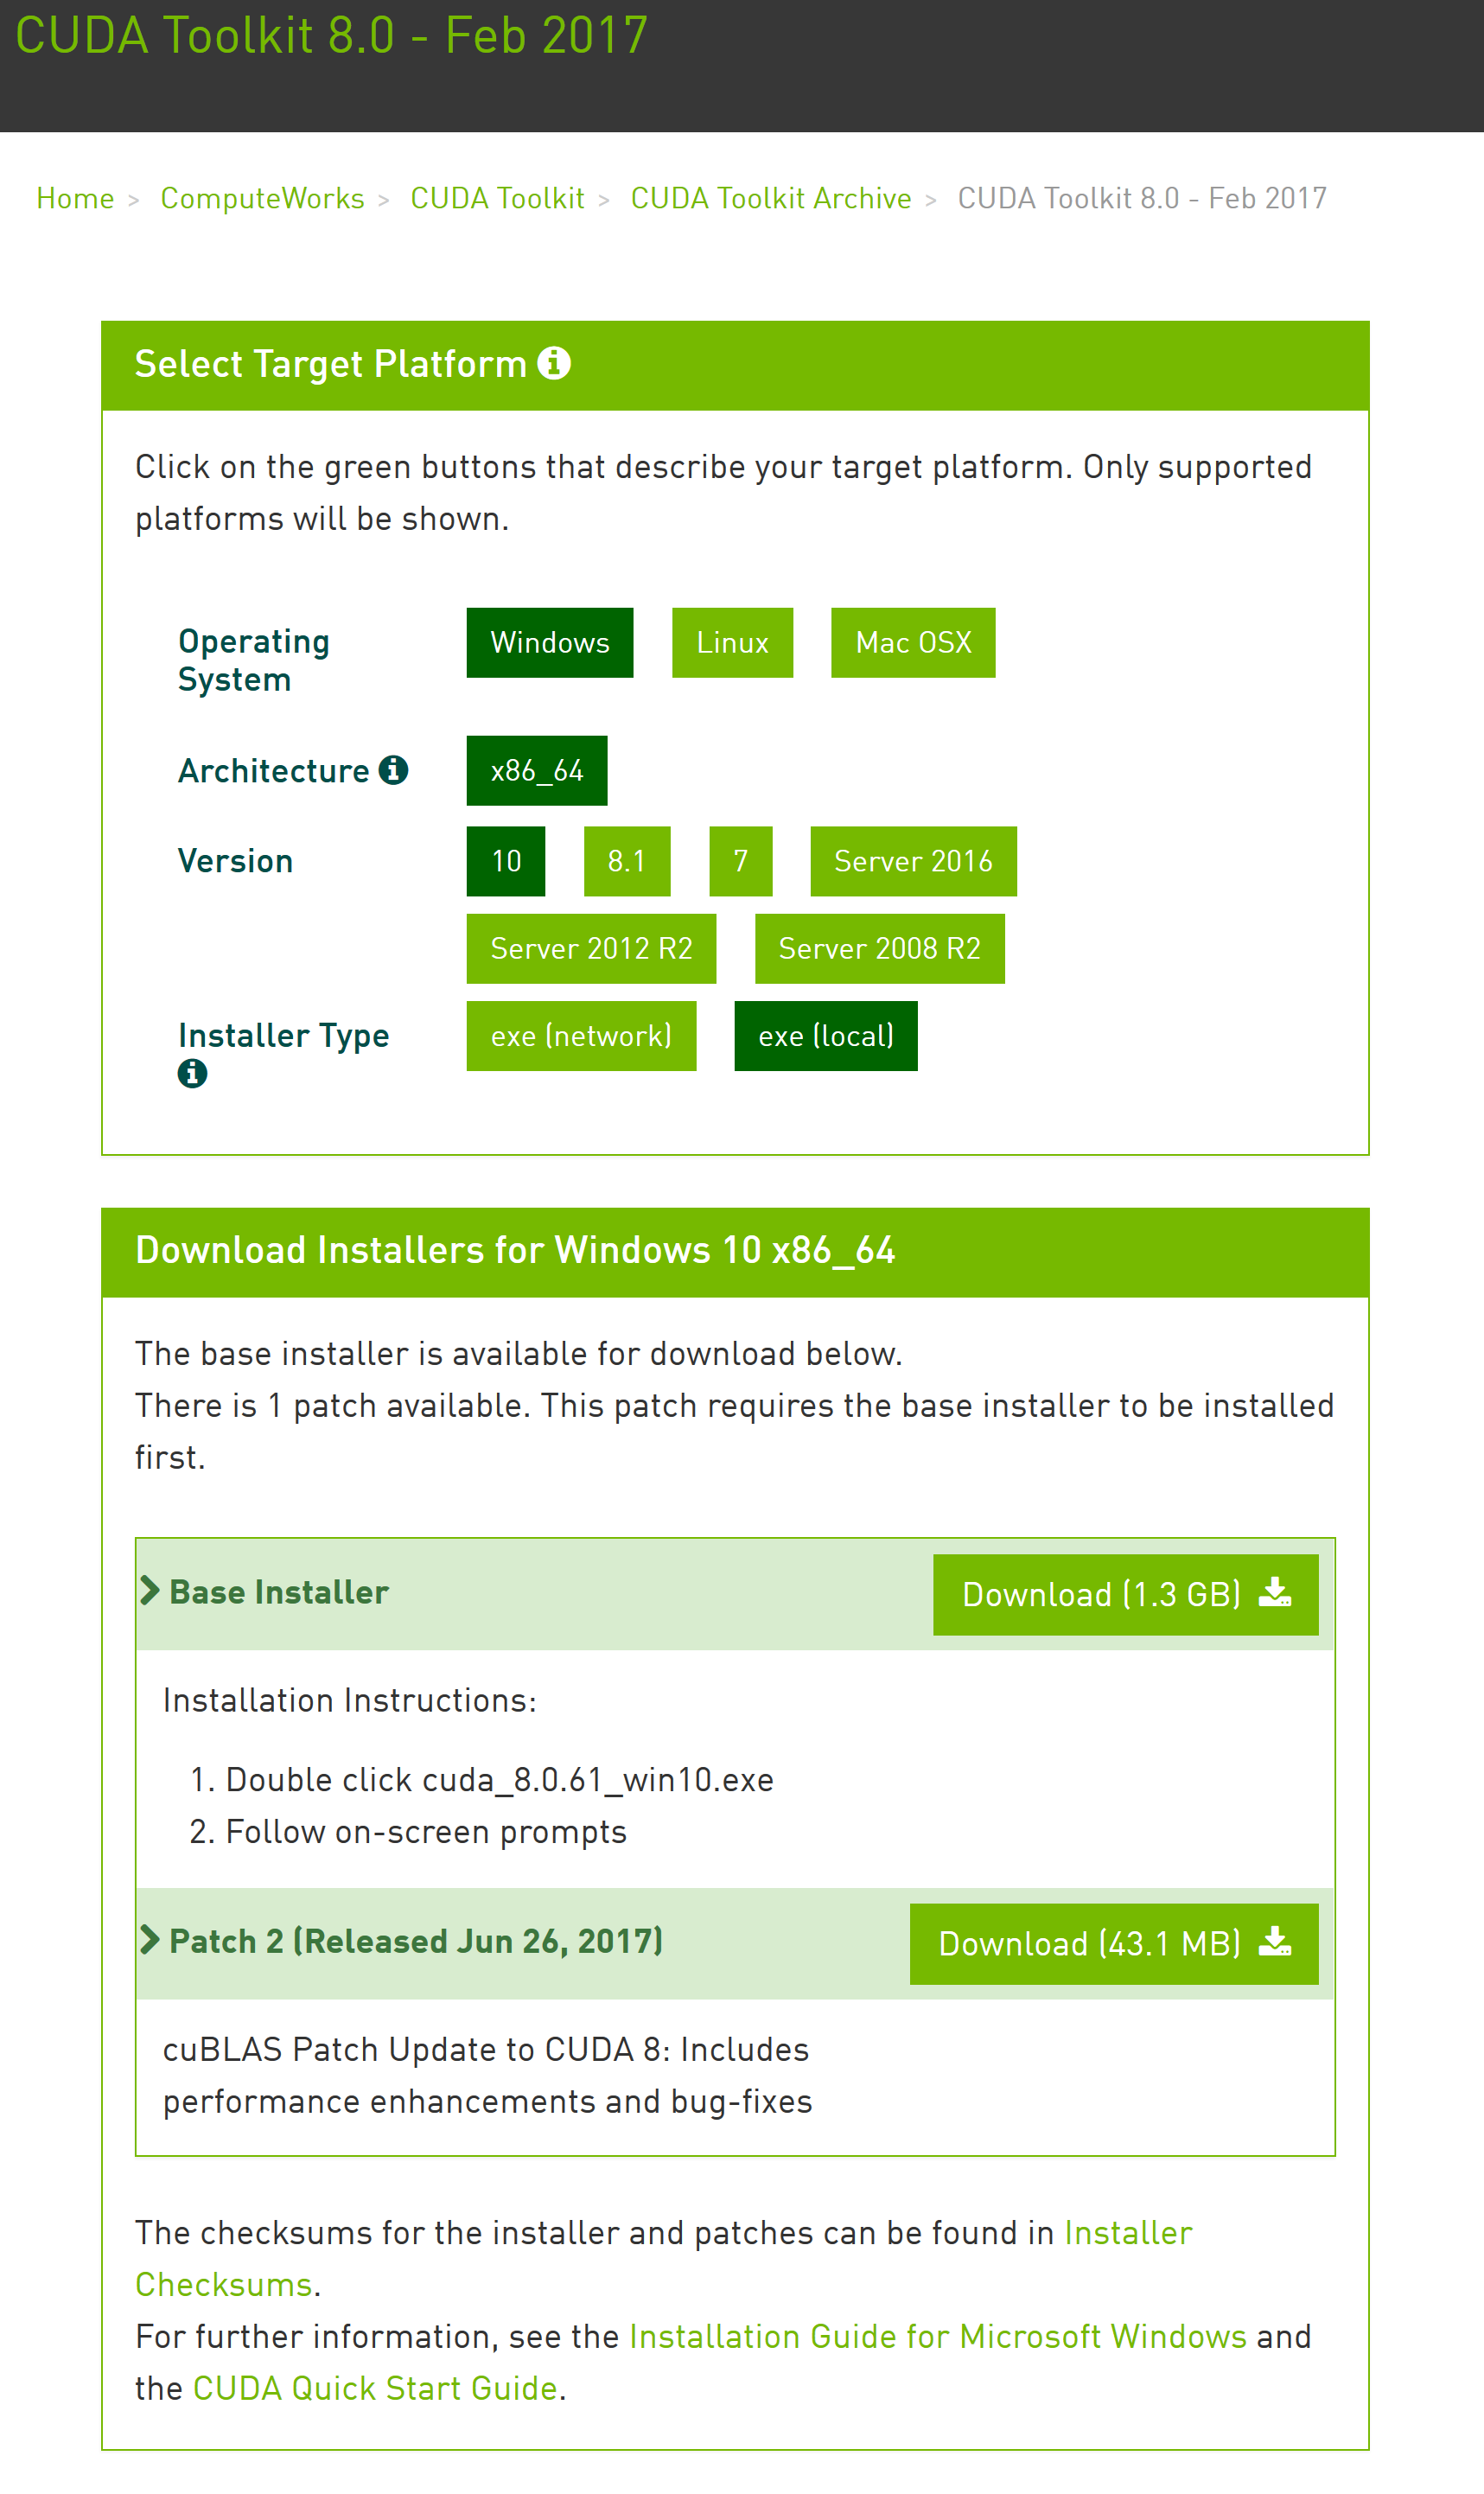 CUDA Toolkit 8.0 - Feb 2017
Home > ComputeWorks > CUDA Toolkit > CUDA Toolkit Archive > CUDA Toolkit 8.0 - Feb 2017
Select Target Platform
Click on the green buttons that describe your target platform. Only supported
platforms will be shown.
Operating
System
Windows Linux Mac OSX
Architecture x86_64
Version 10 8.1 7 Server 2016
Server 2012 R2 Server 2008 R2
Installer Type exe (network) exe (local)
Download Installers for Windows 10 x86_64
The base installer is available for download below.
There is 1 patch available. This patch requires the base installer to be installed
first.
Base Installer Download (1.3 GB)
Installation Instructions:
1. Double click cuda_8.0.61_win10.exe
2. Follow on-screen prompts
Patch 2 (Released Jun 26, 2017) Download (43.1 MB)
cuBLAS Patch Update to CUDA 8: Includes
performance enhancements and bug-fixes
The checksums for the installer and patches can be found in Installer
Checksums.
For further information, see the Installation Guide for Microsoft Windows and
the CUDA Quick Start Guide.